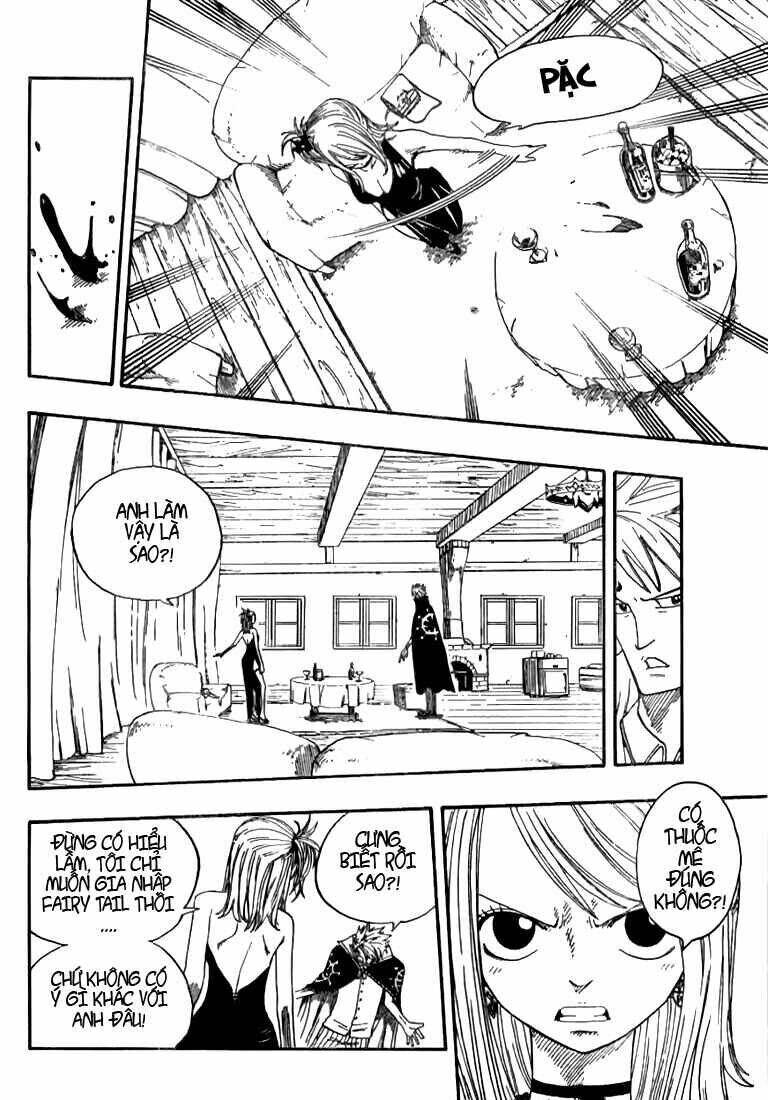 PẶC
ANH LÀM
VẬY LÀ
SAO?!
CÓ
THUỐC
MÊ
ĐÚNG
KHÔNG?!
CƯNG
BIẾT RỒI
SAO?!
ĐỪNG CÓ HIỂU
LẦM, TÔI CHỈ
MUỐN GIA NHẬP
FAIRY TAIL THÔI
....
CHỨ KHÔNG CÓ
Ý GÌ KHÁC VỚI
ANH ĐÂU!